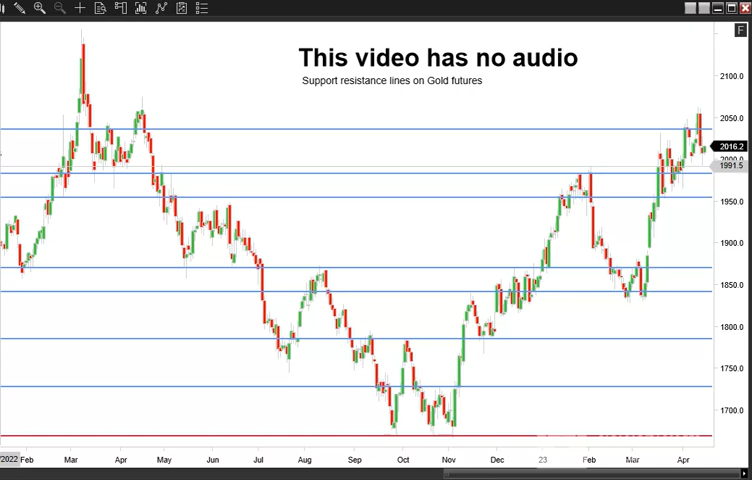 This video has no audio
Support resistance lines on Gold futures
F
2100.0
2050.0
2016.2
2000.0
1991.5
1950.0
1900.0
1850.0
1800.0
1750.0
1700.0
/2022 Feb Mar Apr May Jun Jul Aug Sep Oct Nov Dec 23 Feb Mar Apr